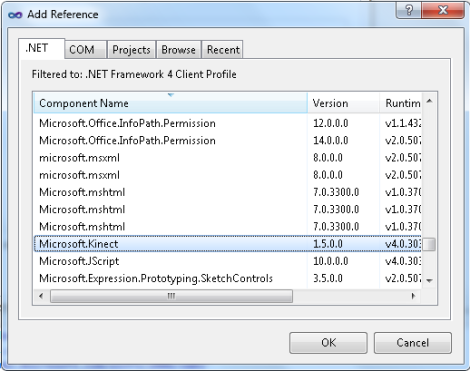 Add Reference
.NET COM Projects Browse Recent
Filtered to: .NET Framework 4 Client Profile
Component Name Version Runtim
Microsoft.Office.InfoPath.Permission 12.0.0.0 v1.1.432
Microsoft.Office.InfoPath.Permission 14.0.0.0 v2.0.507
microsoft.msxml 8.0.0.0 v2.0.507
microsoft.msxml 8.0.0.0 v2.0.507
Microsoft.mshtml 7.0.3300.0 v1.0.370
Microsoft.mshtml 7.0.3300.0 v1.0.370
Microsoft.mshtml 7.0.3300.0 v1.0.370
Microsoft.Kinect 1.5.0.0 v4.0.303
Microsoft.JScript 10.0.0.0 v4.0.303
Microsoft.Expression.Prototyping.SketchControls 3.5.0.0 v2.0.507
OK Cancel